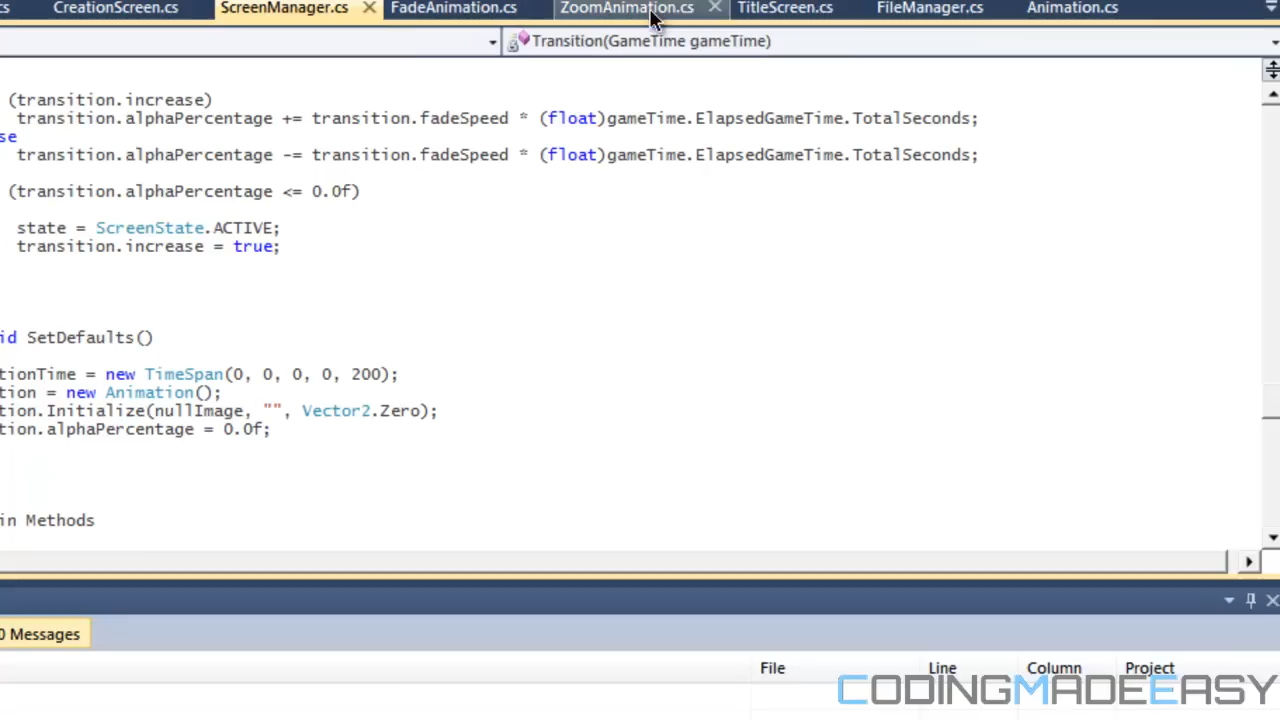 cs CreationScreen.cs ScreenManager.cs FadeAnimation.cs ZoomAnimation.cs TitleScreen.cs FileManager.cs Animation.cs
Transition(GameTime gameTime)
(transition.increase)
transition.alphaPercentage += transition.fadeSpeed * (float)gameTime.ElapsedGameTime.TotalSeconds;
se
transition.alphaPercentage -= transition.fadeSpeed * (float)gameTime.ElapsedGameTime.TotalSeconds;
(transition.alphaPercentage <= 0.0f)
state = ScreenState.ACTIVE;
transition.increase = true;
id SetDefaults()
tionTime = new TimeSpan(0, 0, 0, 0, 200);
tion = new Animation();
tion.Initialize(nullImage, "", Vector2.Zero);
tion.alphaPercentage = 0.0f;
in Methods
0 Messages
File Line Column Project
CODINGMADEEASY